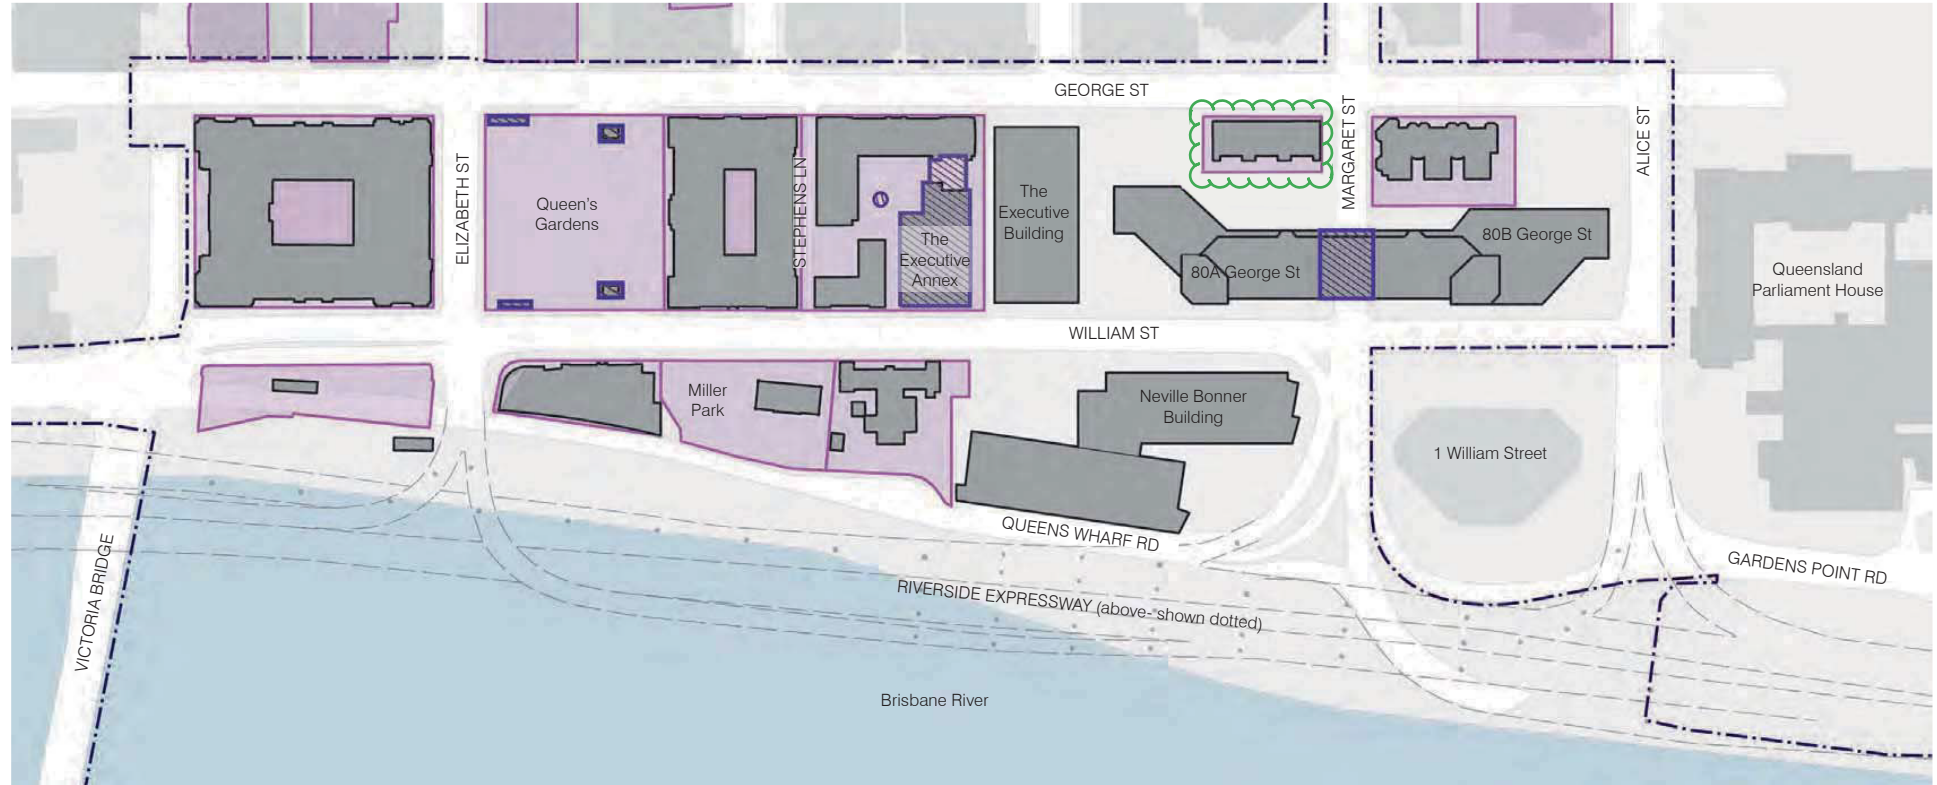 GEORGE ST
MARGARET ST
ALICE ST
ELIZABETH ST
Queen's
Gardens
STEPHENS LN
The
Executive
Annex
The
Executive
Building
80A George St
80B George St
Queensland
Parliament House
WILLIAM ST
Miller
Park
Neville Bonner
Building
1 William Street
QUEENS WHARF RD
GARDENS POINT RD
RIVERSIDE EXPRESSWAY (above- shown dotted)
VICTORIA BRIDGE
Brisbane River